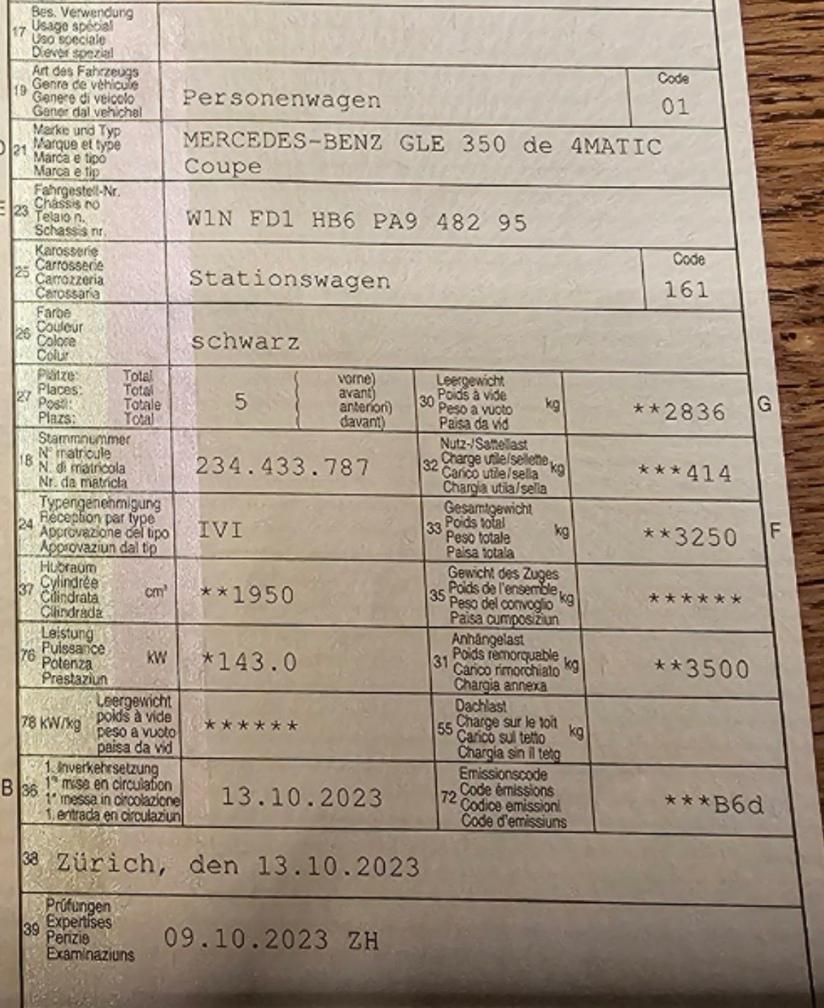 17
Bes. Verwendung
Usage spécial
Uso speciale
Diever spezial
19
Art des Fahrzeugs
Genre de véhicule
Genere di veicolo
Gener dal vehichel
Personenwagen
Code
01
21
Marke und Typ
Marque et type
Marca e tipo
Marca e tip
MERCEDES-BENZ GLE 350 de 4MATIC
Coupe
23
Fahrgestell-Nr.
Châssis no
Telaio n.
Schassis nr.
W1N FD1 HB6 PA9 482 95
25
Karosserie
Carrosserie
Carrozzeria
Carossaria
Stationswagen
Code
161
26
Farbe
Couleur
Colore
Colur
schwarz
27
Plätze: Total
Places: Total
Posti: Totale
Plazs: Total
5
vorne)
avant)
anteriori)
davant)
30
Leergewicht
Poids à vide
Peso a vuoto
Paisa da vid
kg
**2836
G
18
Stammnummer
N° matricule
N. di matricola
Nr. da matricla
234.433.787
32
Nutz-/Sattellast
Charge utile/sellette
Carico utile/sella
Chargia utila/sella
kg
***414
24
Typengenehmigung
Réception par type
Approvazione del tipo
Approvaziun dal tip
IVI
33
Gesamtgewicht
Poids total
Peso totale
Paisa totala
kg
**3250
F
37
Hubraum
Cylindrée
Cilindrata
Cilindrada
cm³
**1950
35
Gewicht des Zuges
Poids de l'ensemble
Peso del convoglio
Paisa cumposiziun
kg
******
76
Leistung
Puissance
Potenza
Prestaziun
kW
*143.0
31
Anhängelast
Poids remorquable
Carico rimorchiato
Chargia annexa
kg
**3500
78 kW/kg
Leergewicht
poids à vide
peso a vuoto
paisa da vid
******
55
Dachlast
Charge sur le toit
Carico sul tetto
Chargia sin il tetg
kg
B
36
1. Inverkehrsetzung
1re mise en circulation
1a messa in circolazione
1. entrada en circulaziun
13.10.2023
72
Emissionscode
Code émissions
Codice emissioni
Code d'emissiuns
***B6d
38
Zürich, den 13.10.2023
39
Prüfungen
Expertises
Perizie
Examinaziuns
09.10.2023 ZH